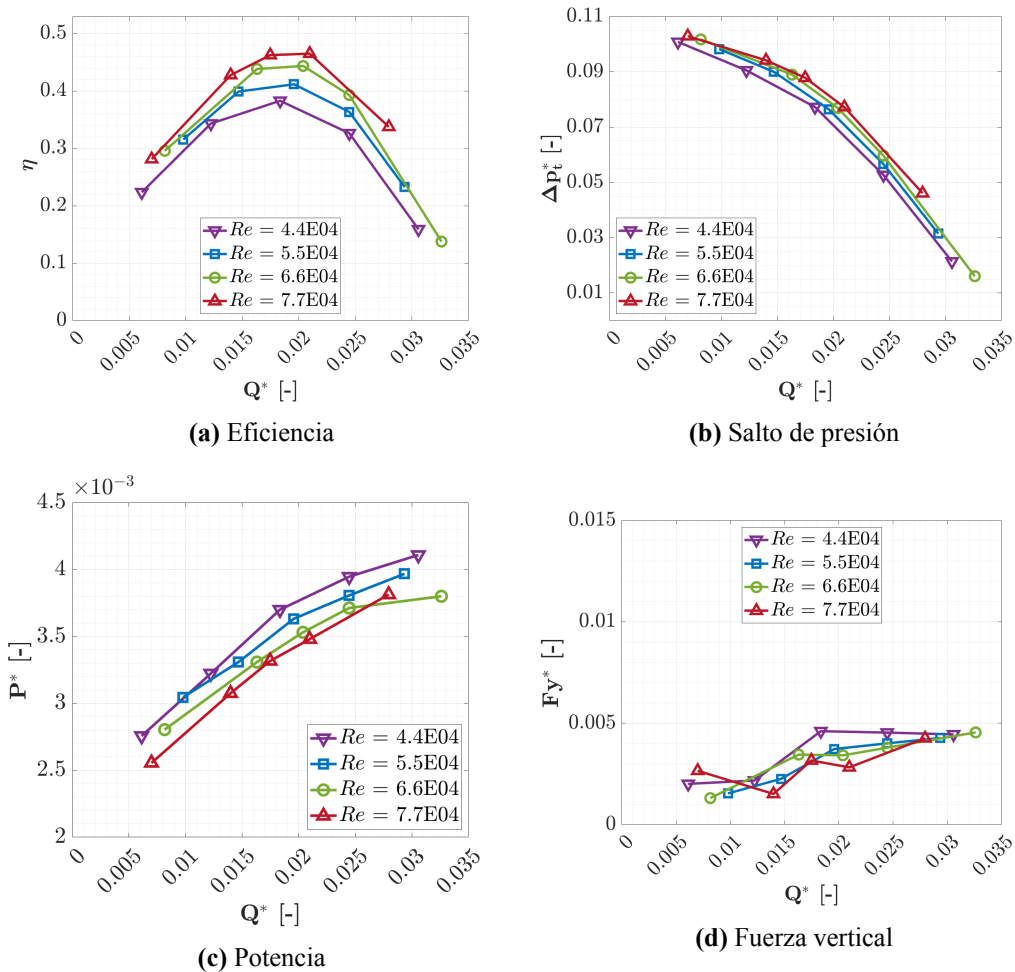 0.5
0.4
0.3
0.2
0.1
0
η
Re = 4.4E04
Re = 5.5E04
Re = 6.6E04
Re = 7.7E04
0 0.005 0.01 0.015 0.02 0.025 0.03 0.035
Q* [-]
(a) Eficiencia
0.11
0.09
0.07
0.05
0.03
0.01
Δp_t* [-]
Re = 4.4E04
Re = 5.5E04
Re = 6.6E04
Re = 7.7E04
0 0.005 0.01 0.015 0.02 0.025 0.03 0.035
Q* [-]
(b) Salto de presión
×10⁻³
4.5
4
3.5
3
2.5
2
P* [-]
Re = 4.4E04
Re = 5.5E04
Re = 6.6E04
Re = 7.7E04
0 0.005 0.01 0.015 0.02 0.025 0.03 0.035
Q* [-]
(c) Potencia
0.015
0.01
0.005
0
Fy* [-]
Re = 4.4E04
Re = 5.5E04
Re = 6.6E04
Re = 7.7E04
0 0.005 0.01 0.015 0.02 0.025 0.03 0.035
Q* [-]
(d) Fuerza vertical